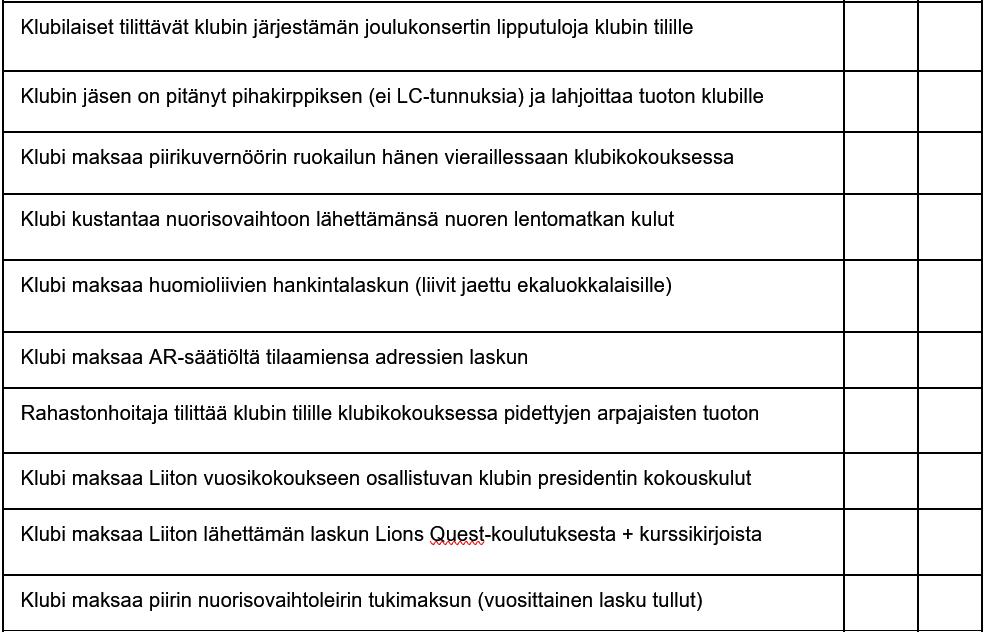 Klubilaiset tilittävät klubin järjestämän joulukonsertin lipputuloja klubin tilille
Klubin jäsen on pitänyt pihakirppiksen (ei LC-tunnuksia) ja lahjoittaa tuoton klubille
Klubi maksaa piirikuvernöörin ruokailun hänen vieraillessaan klubikokouksessa
Klubi kustantaa nuorisovaihtoon lähettämänsä nuoren lentomatkan kulut
Klubi maksaa huomioliivien hankintalaskun (liivit jaettu ekaluokkalaisille)
Klubi maksaa AR-säätiöltä tilaamiensa adressien laskun
Rahastonhoitaja tilittää klubin tilille klubikokouksessa pidettyjen arpajaisten tuoton
Klubi maksaa Liiton vuosikokoukseen osallistuvan klubin presidentin kokouskulut
Klubi maksaa Liiton lähettämän laskun Lions Quest-koulutuksesta + kurssikirjoista
Klubi maksaa piirin nuorisovaihtoleirin tukimaksun (vuosittainen lasku tullut)